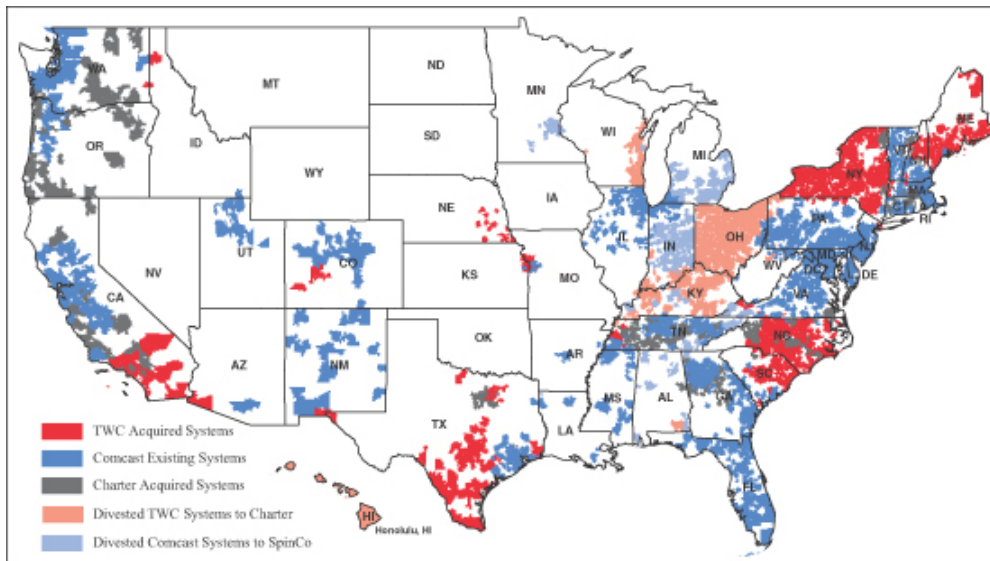 WA
MT
ND
MN
ME
VT
NH
OR
ID
SD
WI
MI
NY
MA
RI
WY
IA
PA
NE
OH
NJ
NV
UT
CO
IL
IN
WV
MD
DC
DE
CA
KS
MO
KY
VA
TN
NC
OK
AR
AZ
NM
SC
MS
AL
GA
TX
LA
FL
TWC Acquired Systems
Comcast Existing Systems
Charter Acquired Systems
Divested TWC Systems to Charter
HI
Honolulu, HI
Divested Comcast Systems to SpinCo